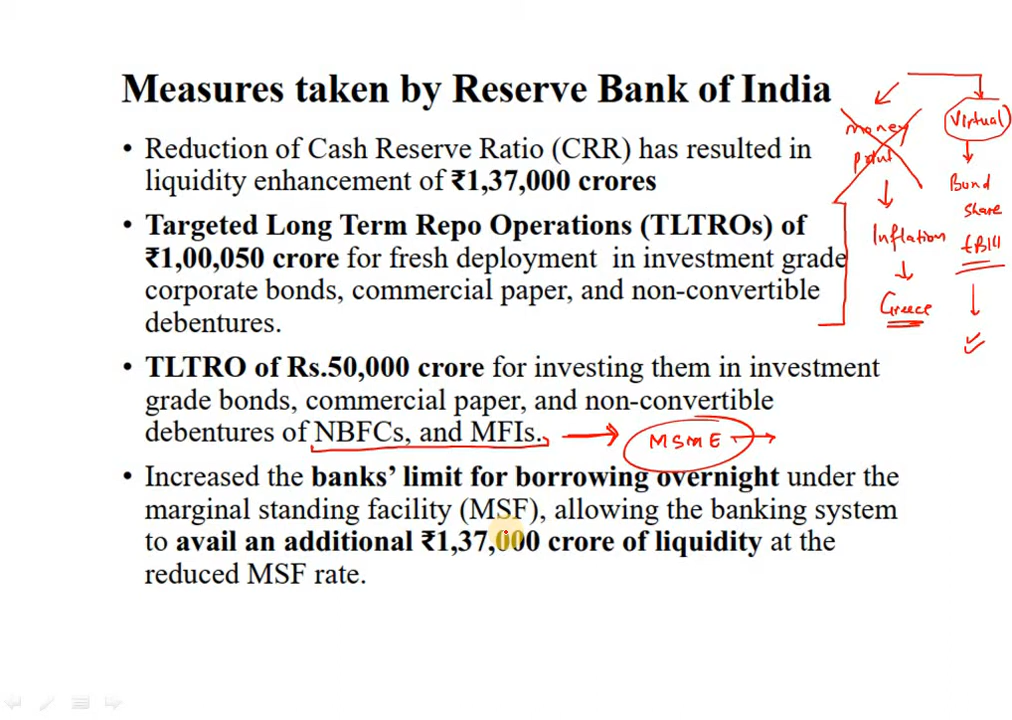 Measures taken by Reserve Bank of India
• Reduction of Cash Reserve Ratio (CRR) has resulted in
liquidity enhancement of ₹1,37,000 crores
• Targeted Long Term Repo Operations (TLTROs) of
₹1,00,050 crore for fresh deployment in investment grade
corporate bonds, commercial paper, and non-convertible
debentures.
• TLTRO of Rs.50,000 crore for investing them in investment
grade bonds, commercial paper, and non-convertible
debentures of NBFCs, and MFIs.
MSME
• Increased the banks’ limit for borrowing overnight under the
marginal standing facility (MSF), allowing the banking system
to avail an additional ₹1,37,000 crore of liquidity at the
reduced MSF rate.
money
print
Inflation
Greece
Virtual
Bond
Share
tBill